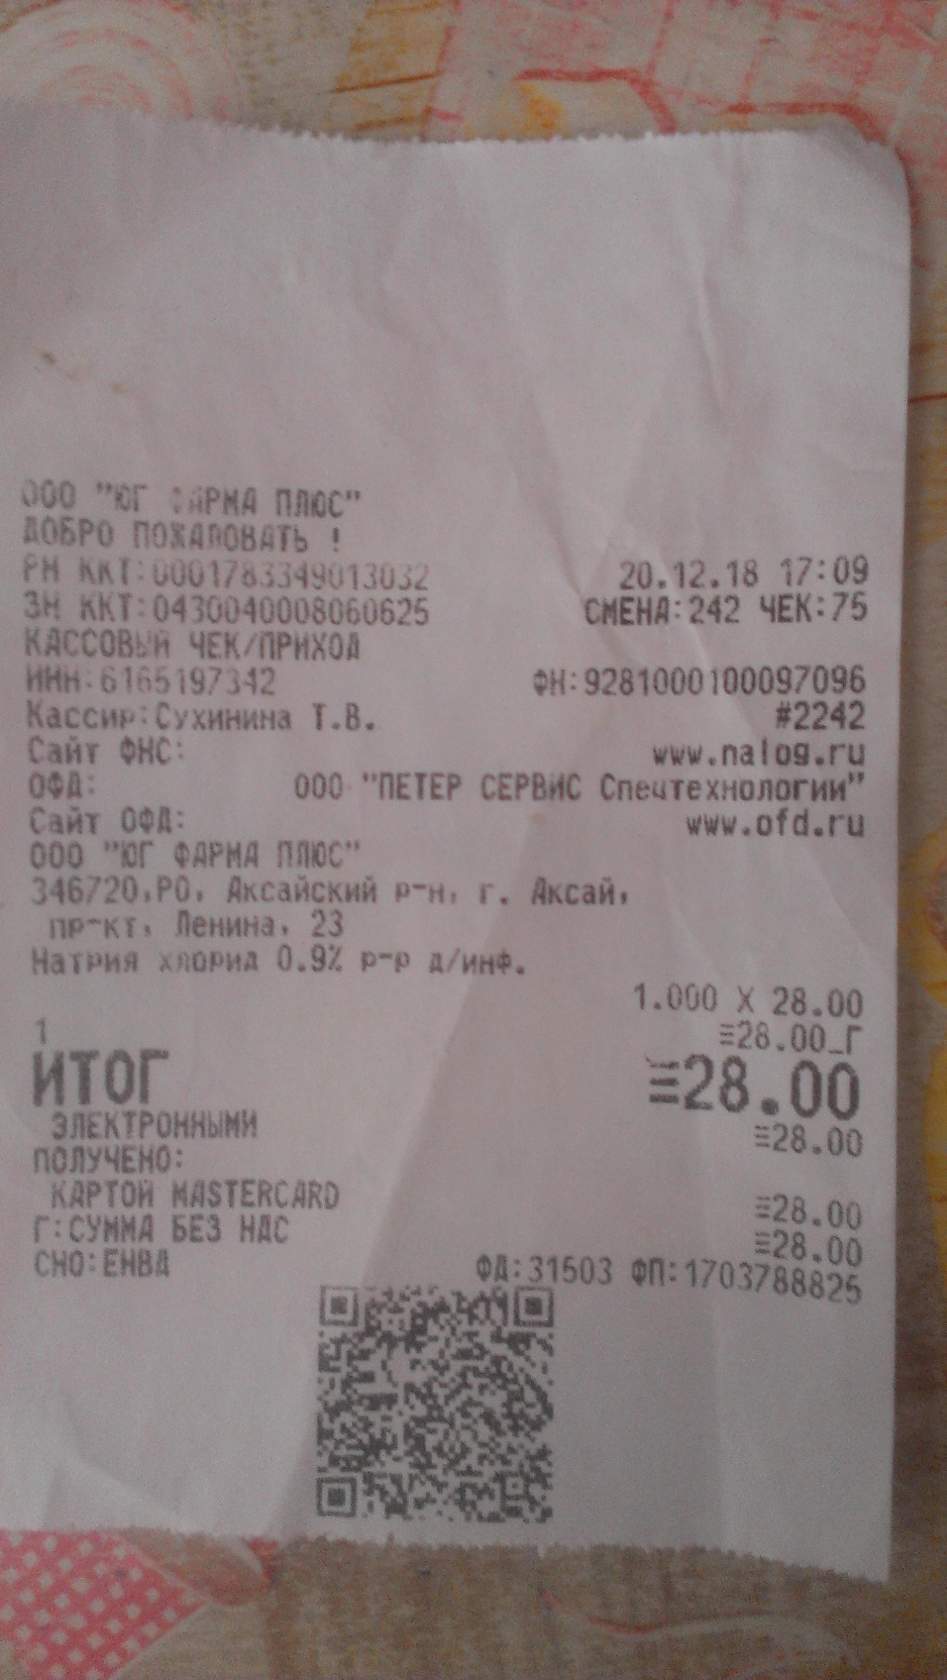 ООО "ЮГ ФАРМА ПЛЮС"
ДОБРО ПОЖАЛОВАТЬ !
РН ККТ:0001783349013032 20.12.18 17:09
ЗН ККТ:0430040008060625 СМЕНА:242 ЧЕК:75
КАССОВЫЙ ЧЕК/ПРИХОД
ИНН:6165197342 ФН:9281000100097096
Кассир:Сухинина Т.В. #2242
Сайт ФНС: www.nalog.ru
ОФД: ООО "ПЕТЕР СЕРВИС Спецтехнологии"
Сайт ОФД: www.ofd.ru
ООО "ЮГ ФАРМА ПЛЮС"
346720,РО, Аксайский р-н, г. Аксай,
пр-кт, Ленина, 23
Натрия хлорид 0.9% р-р д/инф.
1.000 X 28.00
1 ≡28.00_Г
ИТОГ ≡28.00
ЭЛЕКТРОННЫМИ ≡28.00
ПОЛУЧЕНО:
КАРТОЙ MASTERCARD ≡28.00
Г:СУММА БЕЗ НДС ≡28.00
СНО:ЕНВД ФД:31503 ФП:1703788825